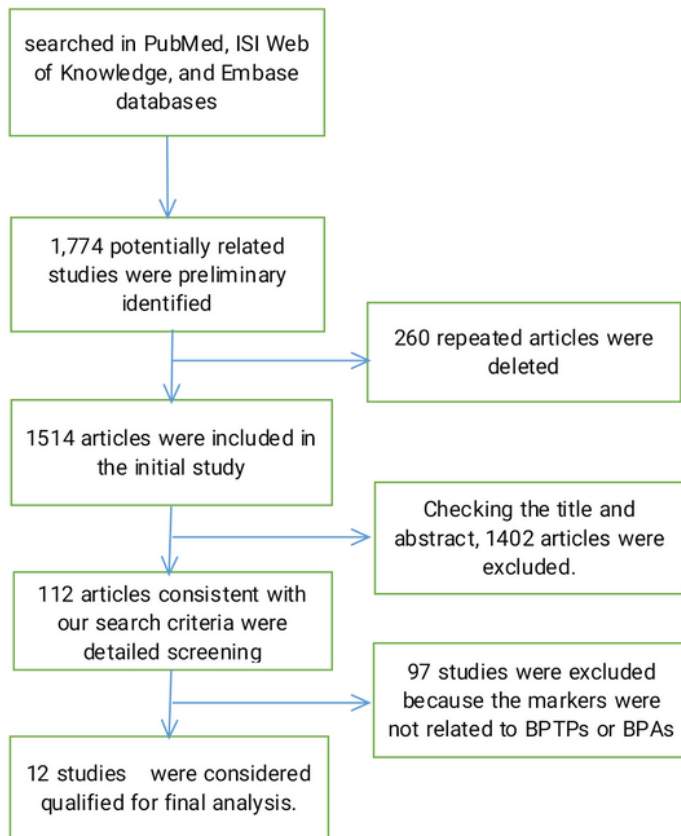 searched in PubMed, ISI Web
of Knowledge, and Embase
databases
1,774 potentially related
studies were preliminary
identified
260 repeated articles were
deleted
1514 articles were included in
the initial study
Checking the title and
abstract, 1402 articles were
excluded.
112 articles consistent with
our search criteria were
detailed screening
97 studies were excluded
because the markers were
not related to BPTPs or BPAs
12 studies were considered
qualified for final analysis.